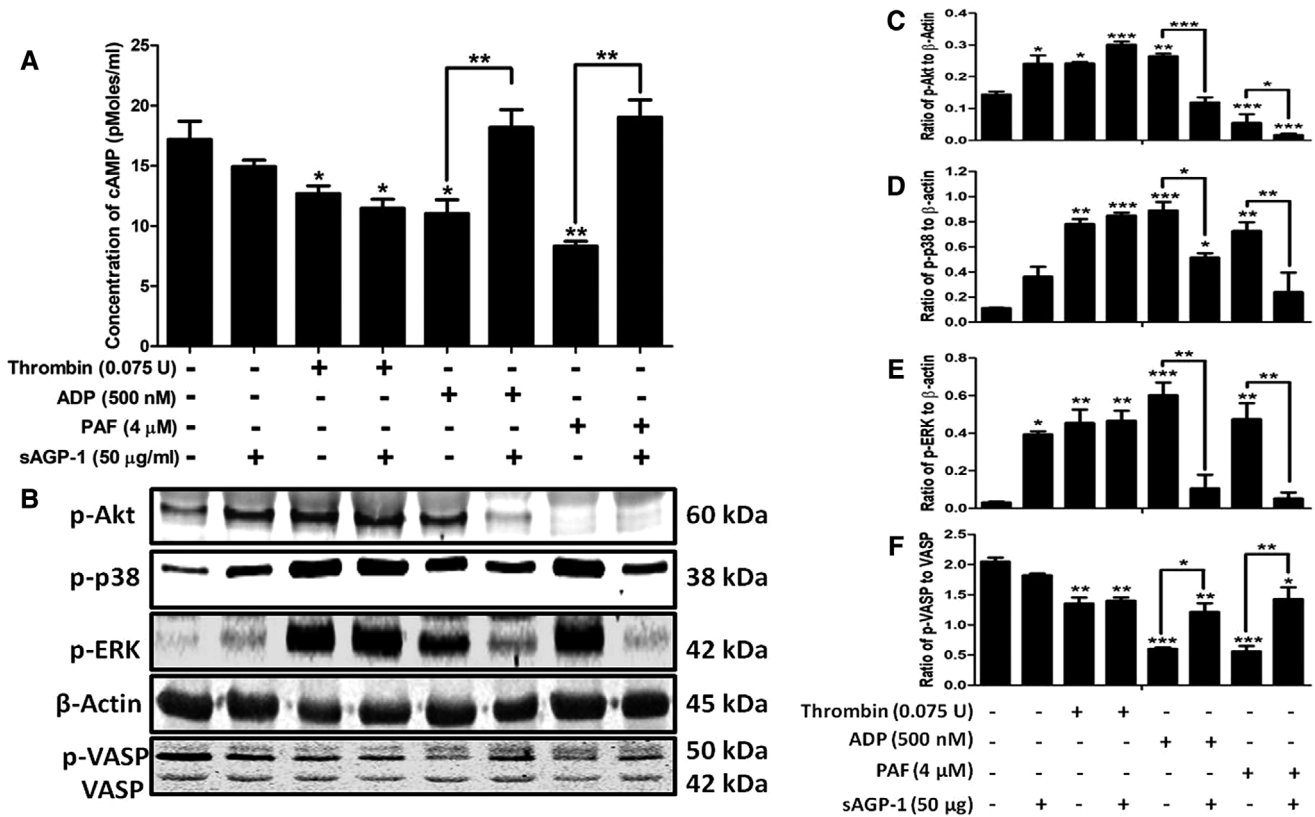 A
Concentration of cAMP (pMoles/ml)
25
20
15
10
5
0
* * * ** ** **
Thrombin (0.075 U) - - + + - - - -
ADP (500 nM) - - - - + + - -
PAF (4 μM) - - - - - - + +
sAGP-1 (50 μg/ml) - + - + - + - +
B
p-Akt 60 kDa
p-p38 38 kDa
p-ERK 42 kDa
β-Actin 45 kDa
p-VASP 50 kDa
VASP 42 kDa
C
Ratio of p-Akt to β-Actin
0.4
0.3
0.2
0.1
0.0
* * *** ** *** *** * ***
D
Ratio of p-p38 to β-actin
1.2
1.0
0.8
0.6
0.4
0.2
0.0
** *** *** * * ** **
E
Ratio of p-ERK to β-actin
0.8
0.6
0.4
0.2
0.0
* ** ** *** ** ** **
F
Ratio of p-VASP to VASP
2.5
2.0
1.5
1.0
0.5
0.0
** ** *** * ** *** ** *
Thrombin (0.075 U) - - + + - - - -
ADP (500 nM) - - - - + + - -
PAF (4 μM) - - - - - - + +
sAGP-1 (50 μg) - + - + - + - +